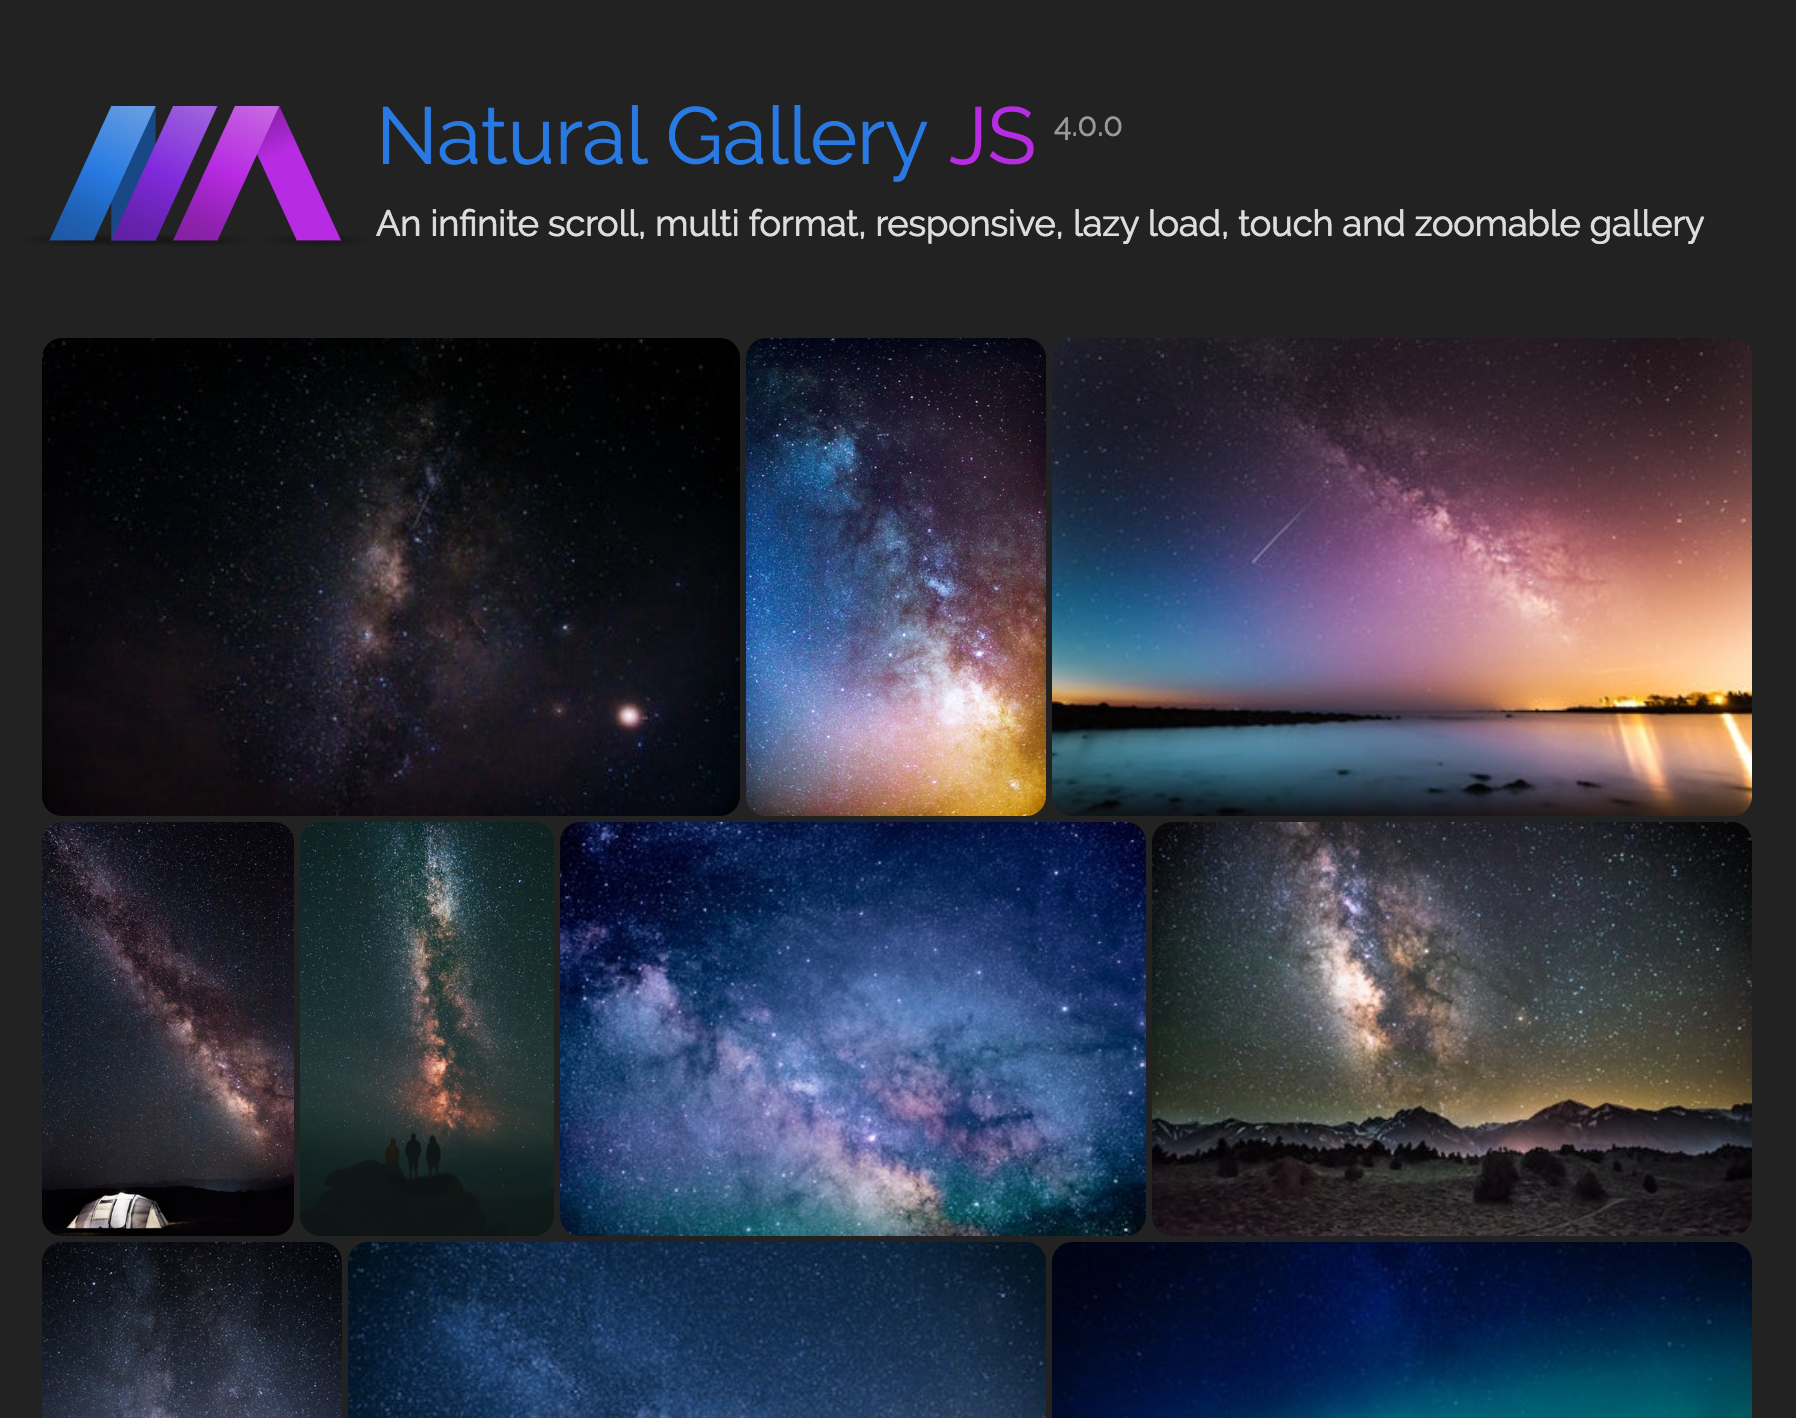 Natural Gallery JS 4.0.0
An infinite scroll, multi format, responsive, lazy load, touch and zoomable gallery